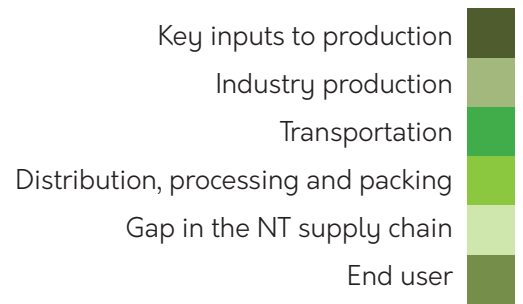 Key inputs to production
Industry production
Transportation
Distribution, processing and packing
Gap in the NT supply chain
End user